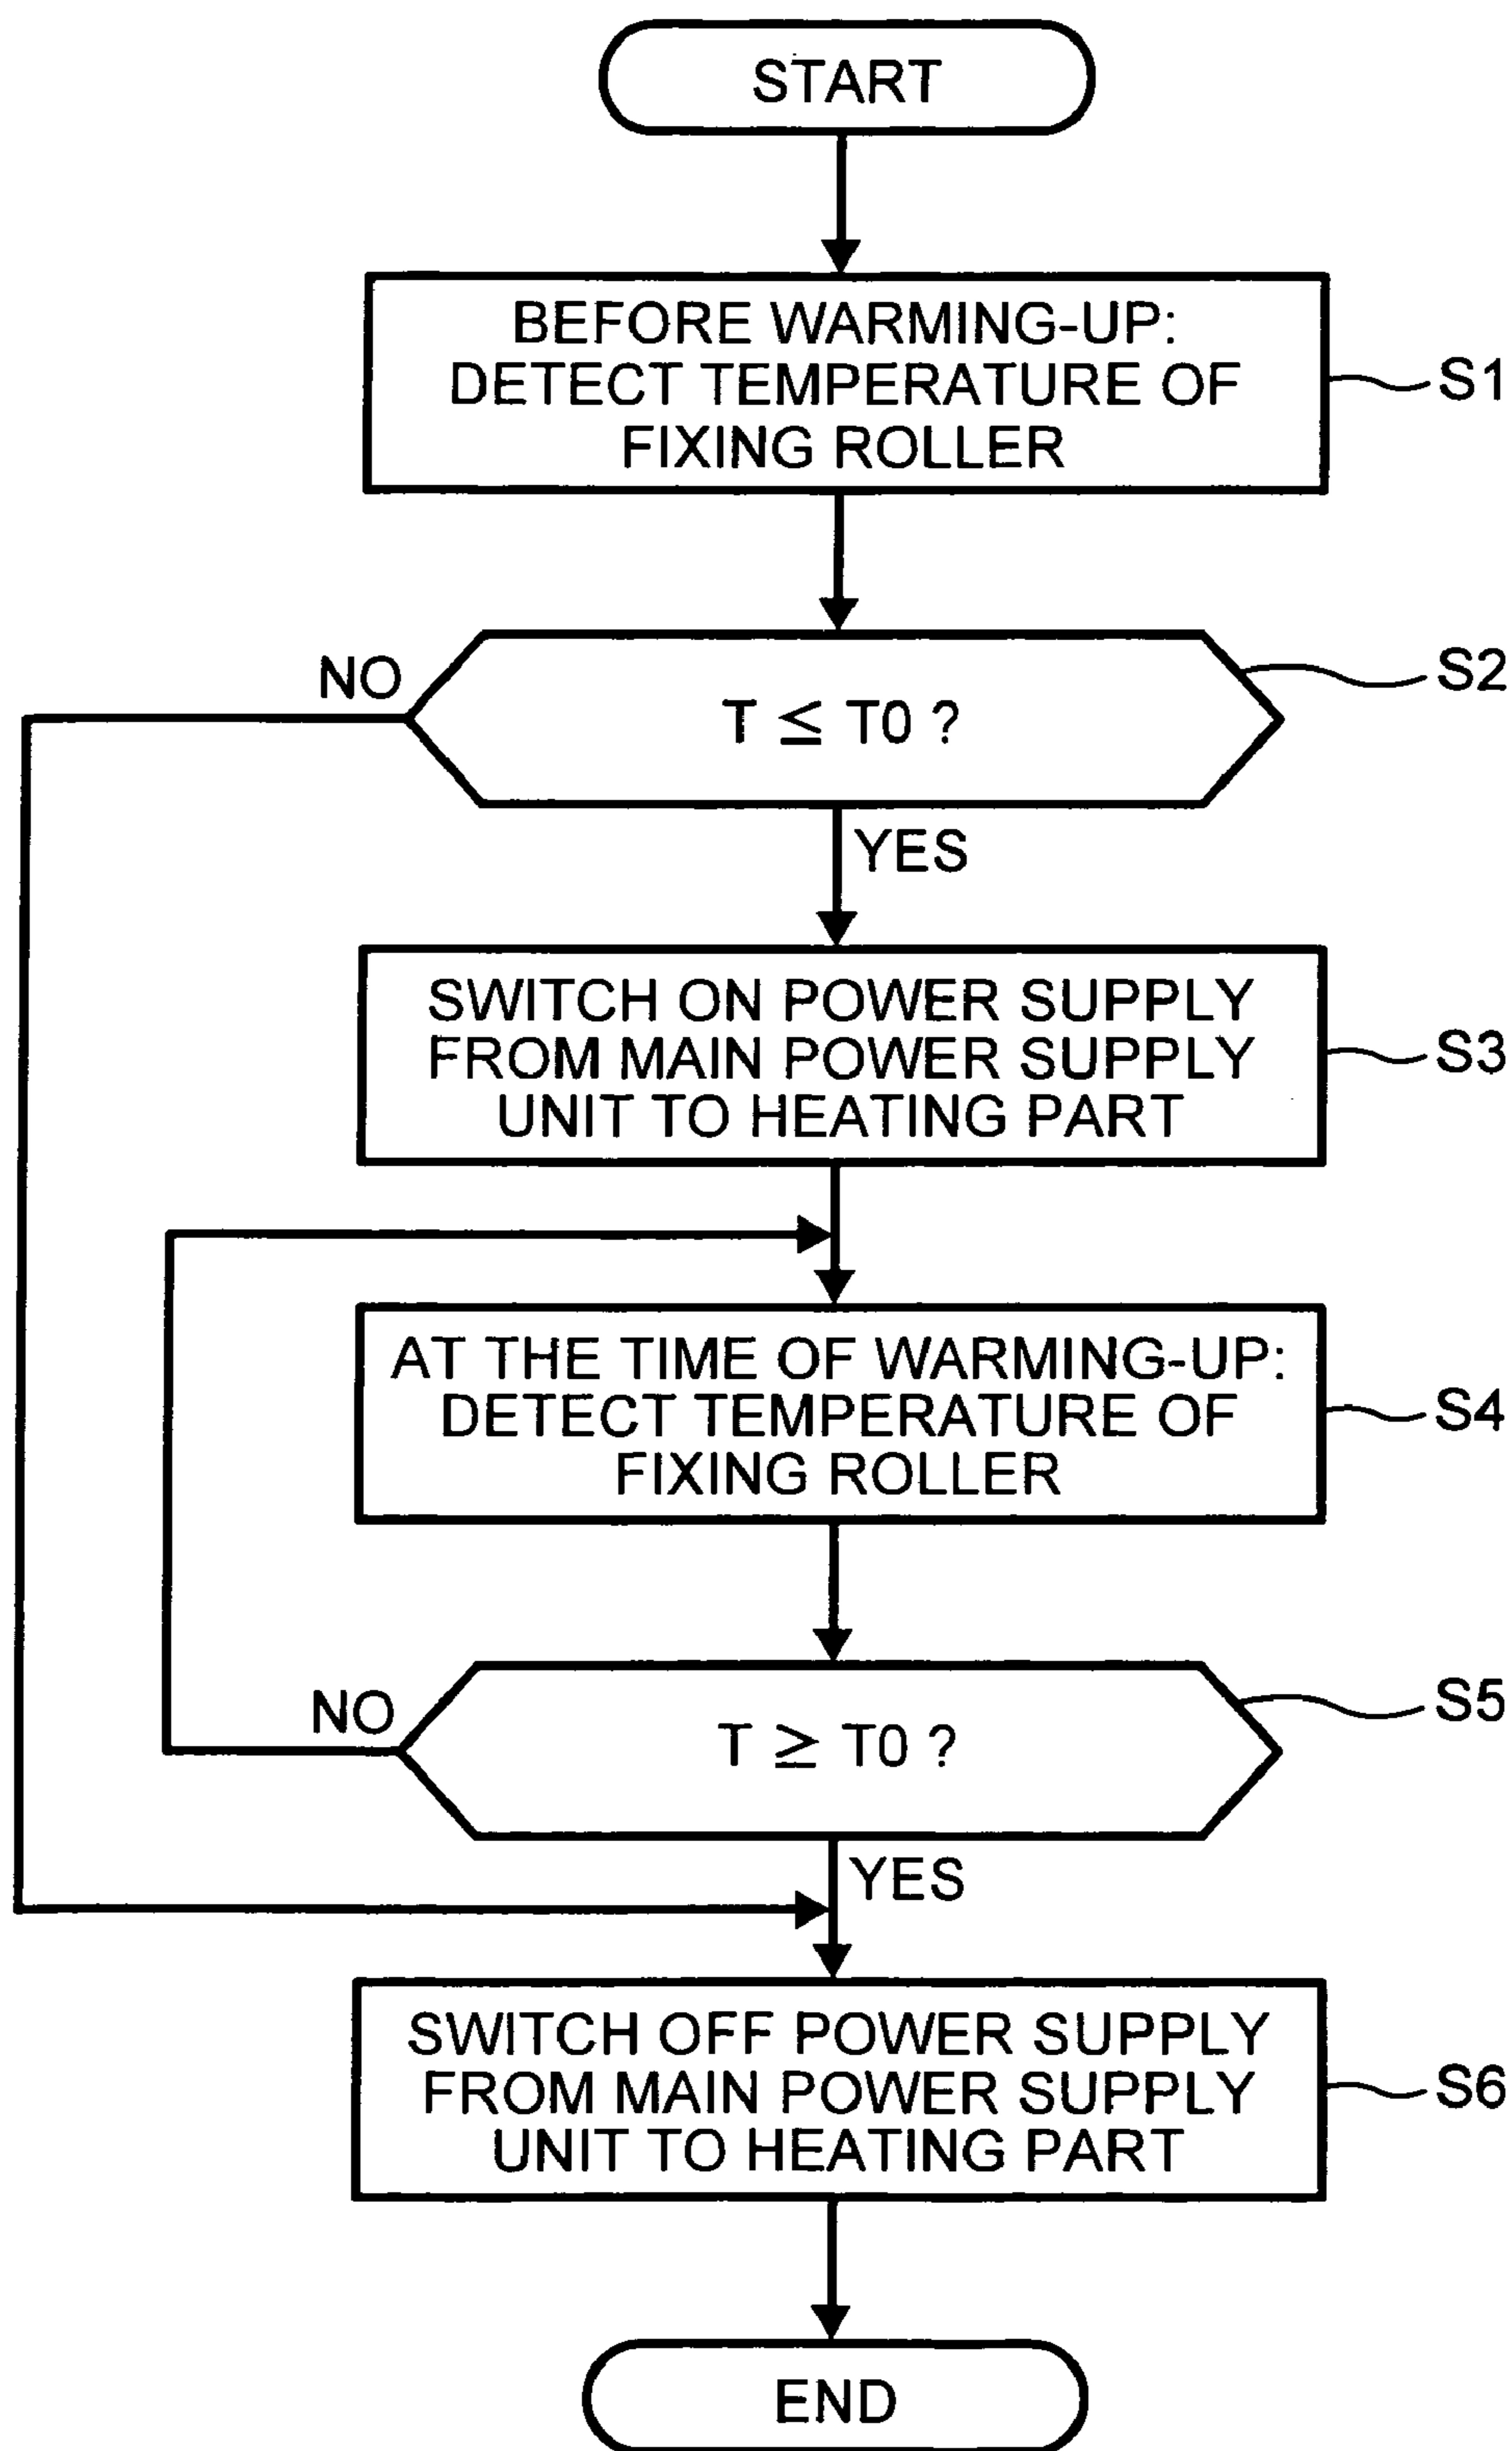 START
BEFORE WARMING-UP:
DETECT TEMPERATURE OF
FIXING ROLLER
S1
NO
T ≤ T0 ?
S2
YES
SWITCH ON POWER SUPPLY
FROM MAIN POWER SUPPLY
UNIT TO HEATING PART
S3
AT THE TIME OF WARMING-UP:
DETECT TEMPERATURE OF
FIXING ROLLER
S4
NO
T ≥ T0 ?
S5
YES
SWITCH OFF POWER SUPPLY
FROM MAIN POWER SUPPLY
UNIT TO HEATING PART
S6
END